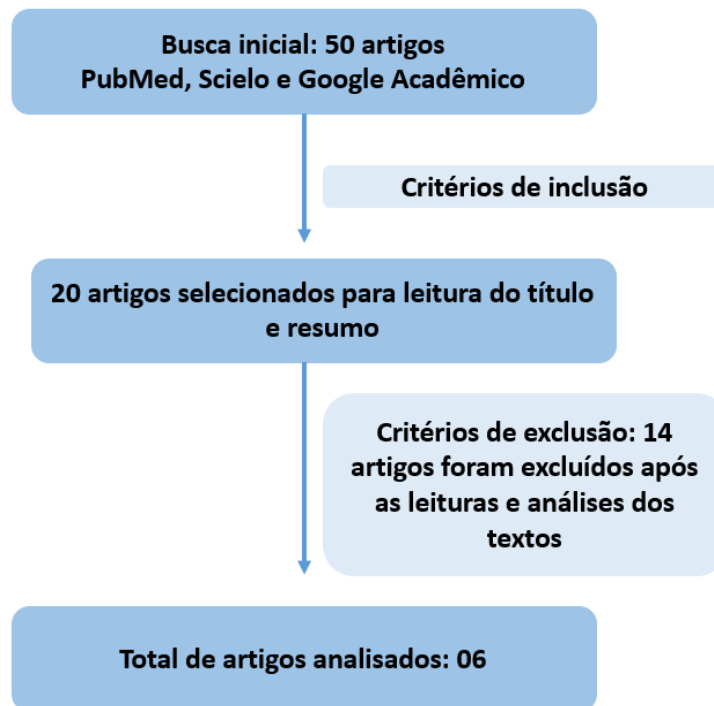 Busca inicial: 50 artigos
PubMed, Scielo e Google Acadêmico
Critérios de inclusão
20 artigos selecionados para leitura do título
e resumo
Critérios de exclusão: 14
artigos foram excluídos após
as leituras e análises dos
textos
Total de artigos analisados: 06